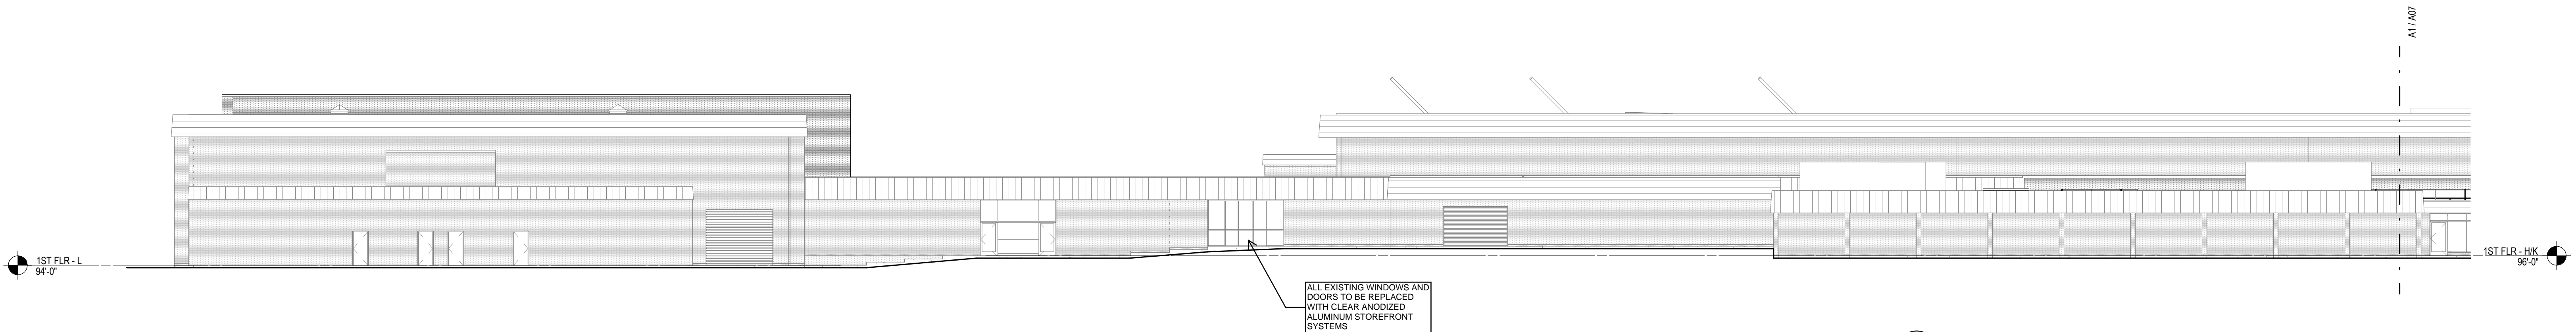 A1 / A07
1ST FLR - L
94'-0"
1ST FLR - H/K
96'-0"
ALL EXISTING WINDOWS AND
DOORS TO BE REPLACED
WITH CLEAR ANODIZED
ALUMINUM STOREFRONT
SYSTEMS